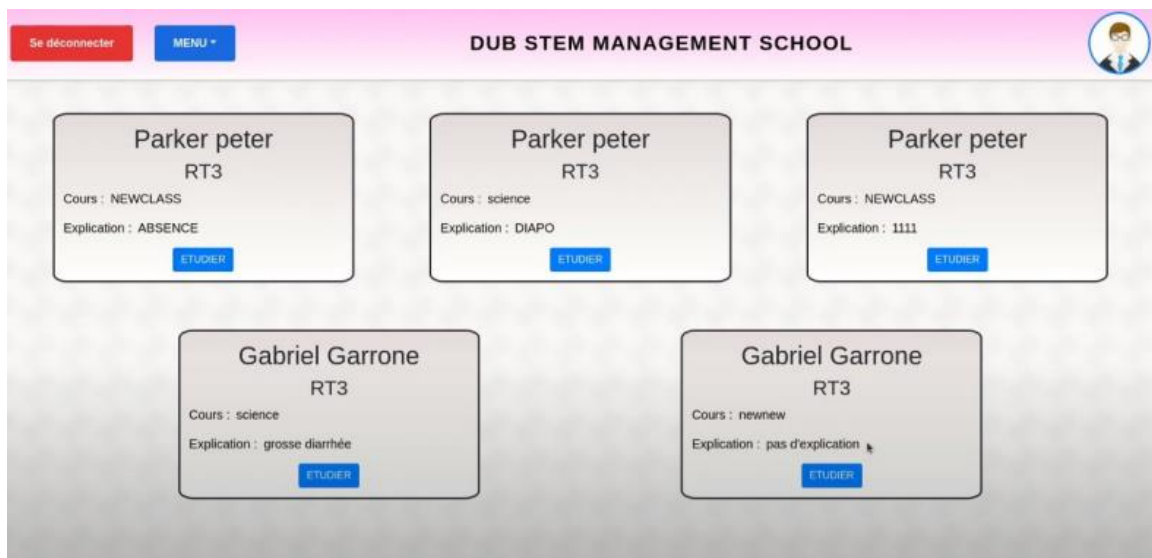 Se déconnecter
MENU
DUB STEM MANAGEMENT SCHOOL
Parker peter
RT3
Cours : NEWCLASS
Explication : ABSENCE
ETUDIER
Parker peter
RT3
Cours : science
Explication : DIAPO
ETUDIER
Parker peter
RT3
Cours : NEWCLASS
Explication : 1111
ETUDIER
Gabriel Garrone
RT3
Cours : science
Explication : grosse diarrhée
ETUDIER
Gabriel Garrone
RT3
Cours : newnew
Explication : pas d'explication
ETUDIER